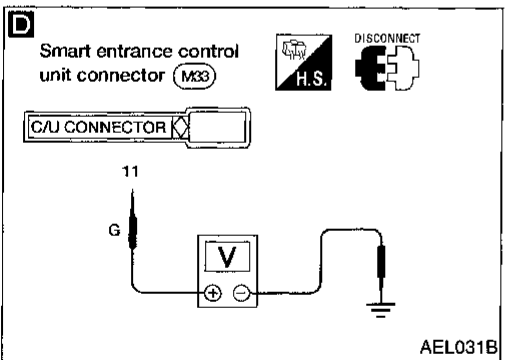 D
Smart entrance control
unit connector M33
H.S.
DISCONNECT
C/U CONNECTOR
11
G
V
+ −
AEL031B